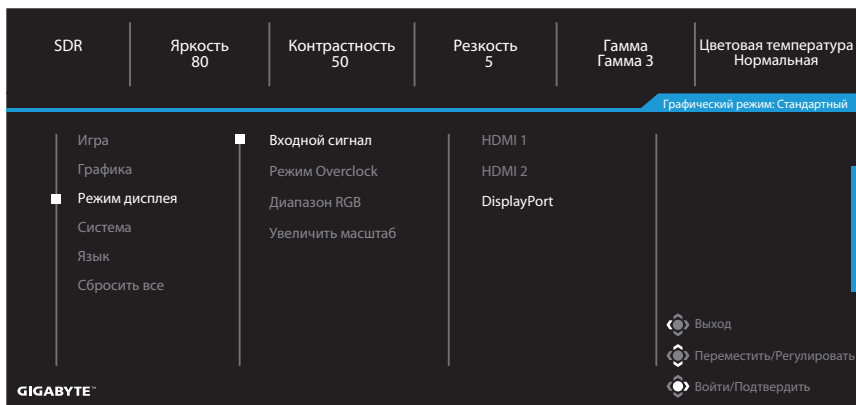 SDR
Яркость
80
Контрастность
50
Резкость
5
Гамма
Гамма 3
Цветовая температура
Нормальная
Графический режим: Стандартный
Игра
Графика
Режим дисплея
Система
Язык
Сбросить все
Входной сигнал
Режим Overclock
Диапазон RGB
Увеличить масштаб
HDMI 1
HDMI 2
DisplayPort
Выход
Переместить/Регулировать
Войти/Подтвердить
GIGABYTE™